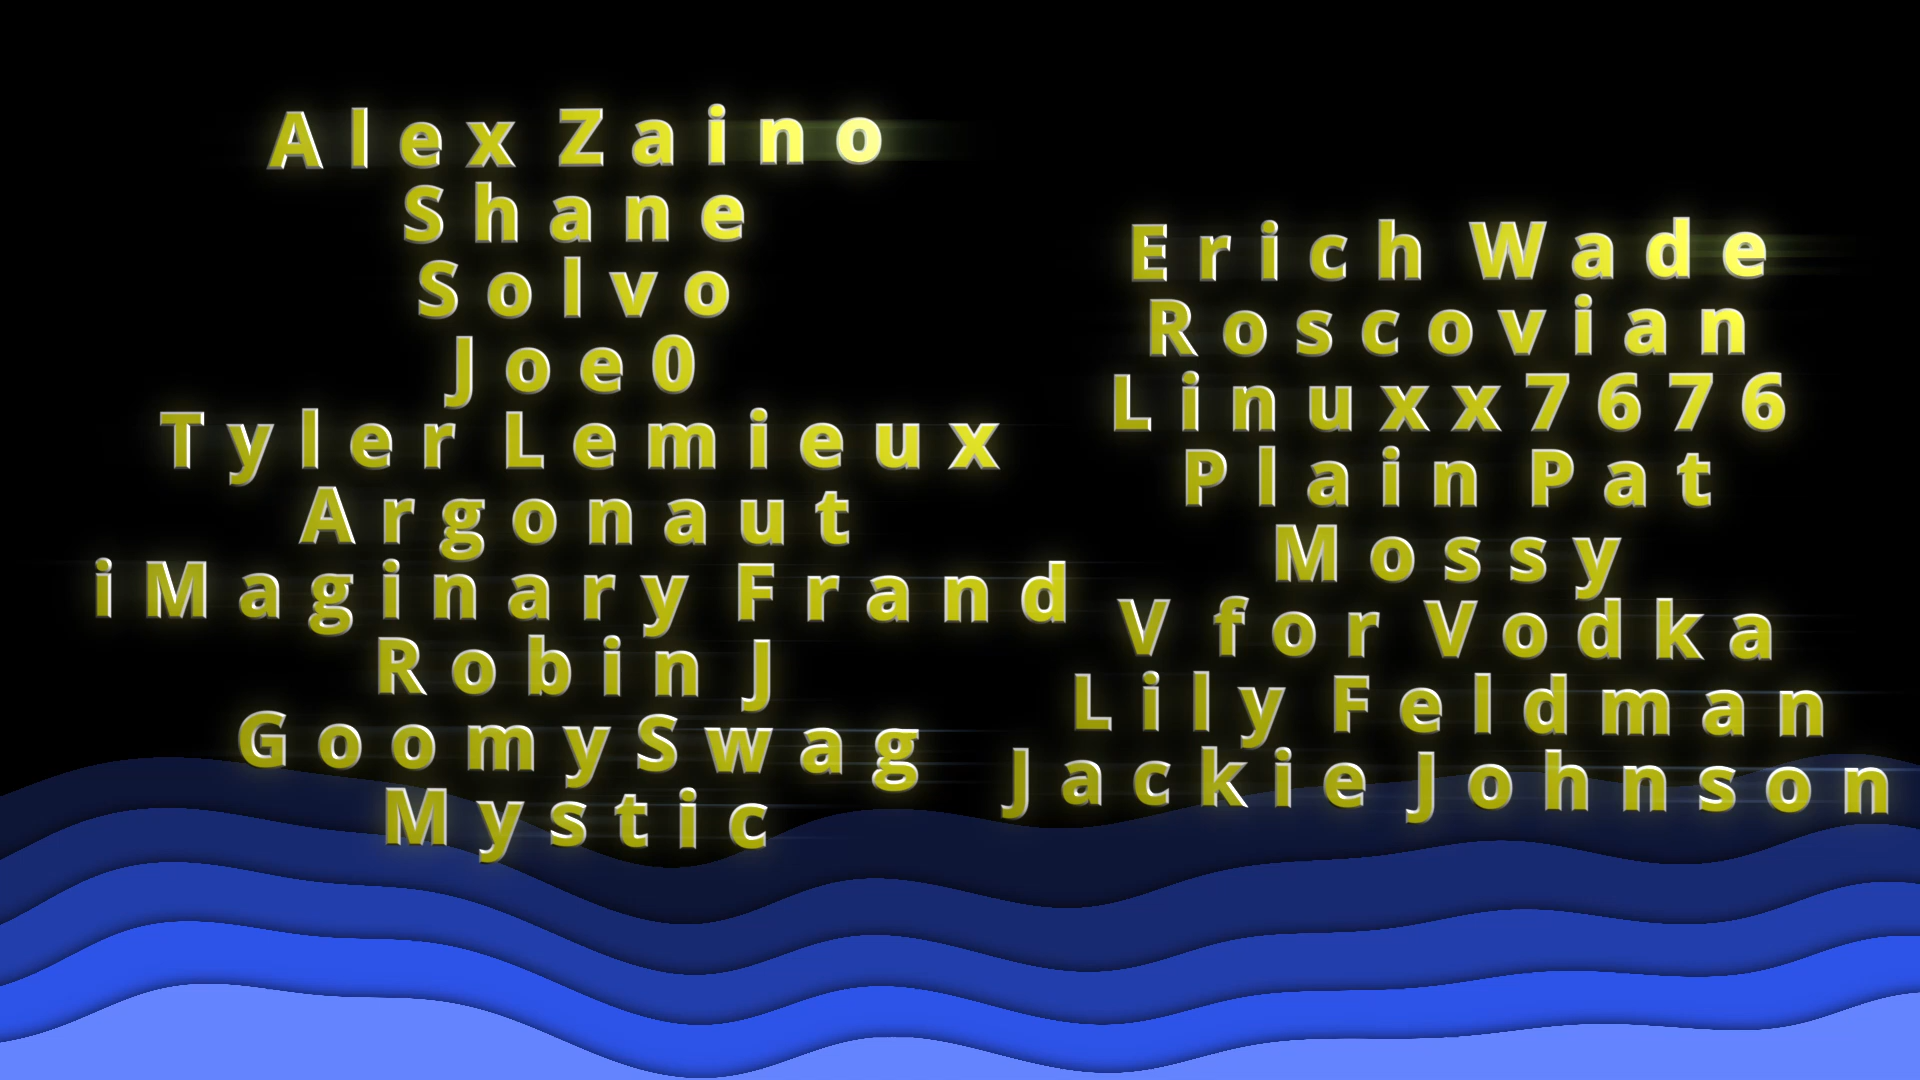 Alex Zaino
Shane
Solvo
Joe0
Tyler Lemieux
Argonaut
iMaginary Frand
Robin J
GoomySwag
Mystic
Erich Wade
Roscovian
Linuxx7676
Plain Pat
Mossy
V for Vodka
Lily Feldman
Jackie Johnson